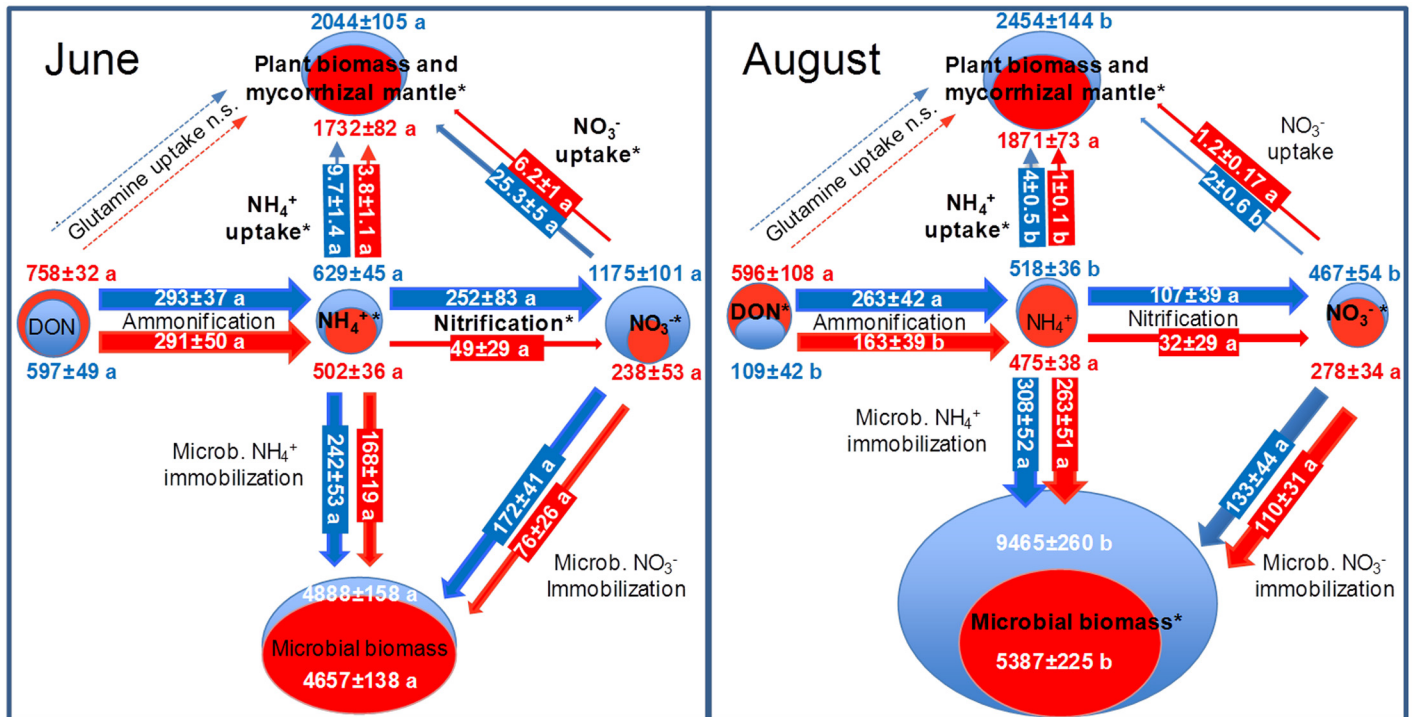 June
2044±105 a
Plant biomass and
mycorrhizal mantle*
1732±82 a
Glutamine uptake n.s.
NH₄⁺
uptake*
9.7±1.4 a
3.8±1.1 a
NO₃⁻
uptake*
6.2±1 a
25.3±5 a
758±32 a
DON
597±49 a
293±37 a
Ammonification
291±50 a
629±45 a
NH₄⁺*
502±36 a
252±83 a
Nitrification*
49±29 a
1175±101 a
NO₃⁻*
238±53 a
Microb. NH₄⁺
immobilization
242±53 a
168±19 a
172±41 a
76±26 a
Microb. NO₃⁻
Immobilization
4888±158 a
Microbial biomass
4657±138 a
August
2454±144 b
Plant biomass and
mycorrhizal mantle*
1871±73 a
Glutamine uptake n.s.
NH₄⁺
uptake*
4±0.5 b
1±0.1 b
NO₃⁻
uptake
1.2±0.17 a
2±0.6 b
596±108 a
DON*
109±42 b
263±42 a
Ammonification
163±39 b
518±36 b
NH₄⁺
475±38 a
107±39 a
Nitrification
32±29 a
467±54 b
NO₃⁻*
278±34 a
Microb. NH₄⁺
immobilization
308±52 a
263±51 a
133±44 a
110±31 a
Microb. NO₃⁻
immobilization
9465±260 b
Microbial biomass*
5387±225 b